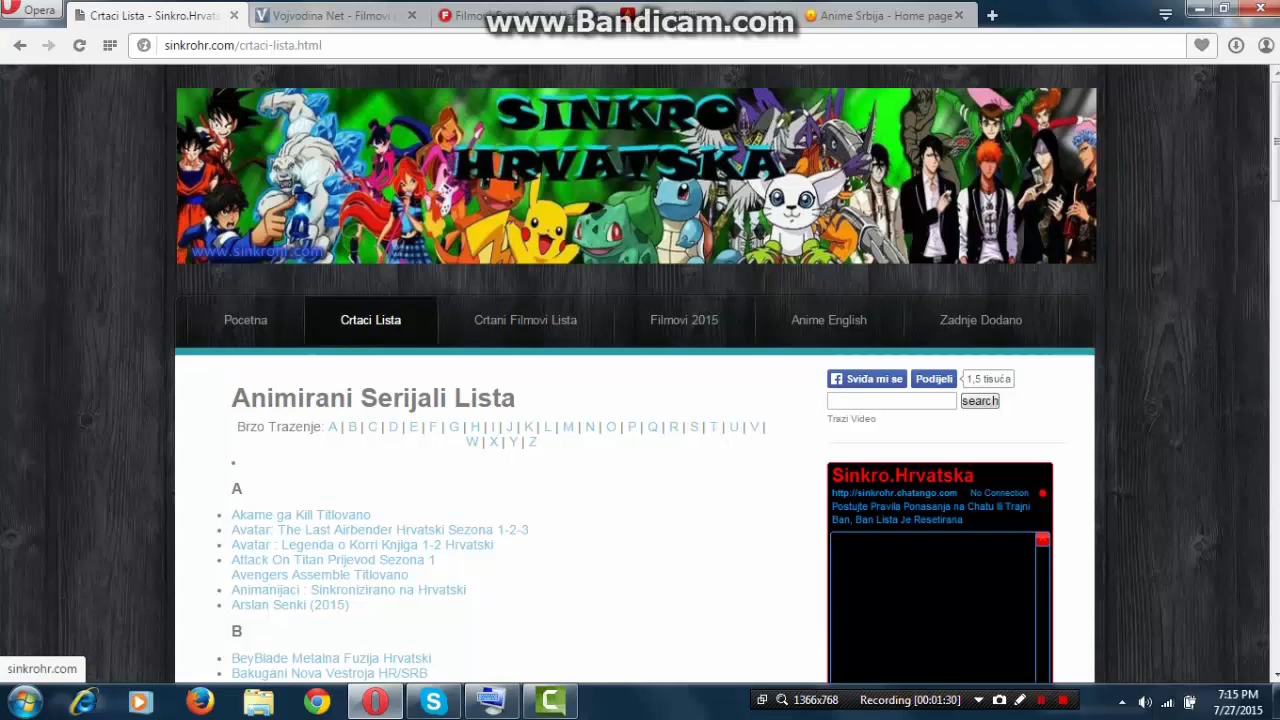 Opera
Crtaci Lista - Sinkro.Hrvats
Vojvodina Net - Filmovi
Anime Srbija - Home page
www.Bandicam.com
sinkrohr.com/crtaci-lista.html
SINKRO
HRVATSKA
www.sinkrohr.com
Pocetna
Crtaci Lista
Crtani Filmovi Lista
Filmovi 2015
Anime English
Zadnje Dodano
Animirani Serijali Lista
Brzo Trazenje: A | B | C | D | E | F | G | H | I | J | K | L | M | N | O | P | Q | R | S | T | U | V |
W | X | Y | Z
A
Akame ga Kill Titlovano
Avatar: The Last Airbender Hrvatski Sezona 1-2-3
Avatar : Legenda o Korri Knjiga 1-2 Hrvatski
Attack On Titan Prijevod Sezona 1
Avengers Assemble Titlovano
Animanijaci : Sinkronizirano na Hrvatski
Arslan Senki (2015)
B
BeyBlade Metalna Fuzija Hrvatski
Bakugani Nova Vestroja HR/SRB
Sviđa mi se
Podijeli
1,5 tisuća
search
Trazi Video
Sinkro.Hrvatska
http://sinkrohr.chatango.com No Connection
Postujte Pravila Ponasanja na Chatu Ili Trajni
Ban, Ban Lista Je Resetirana
sinkrohr.com
1366x768
Recording [00:01:30]
7:15 PM
7/27/2015